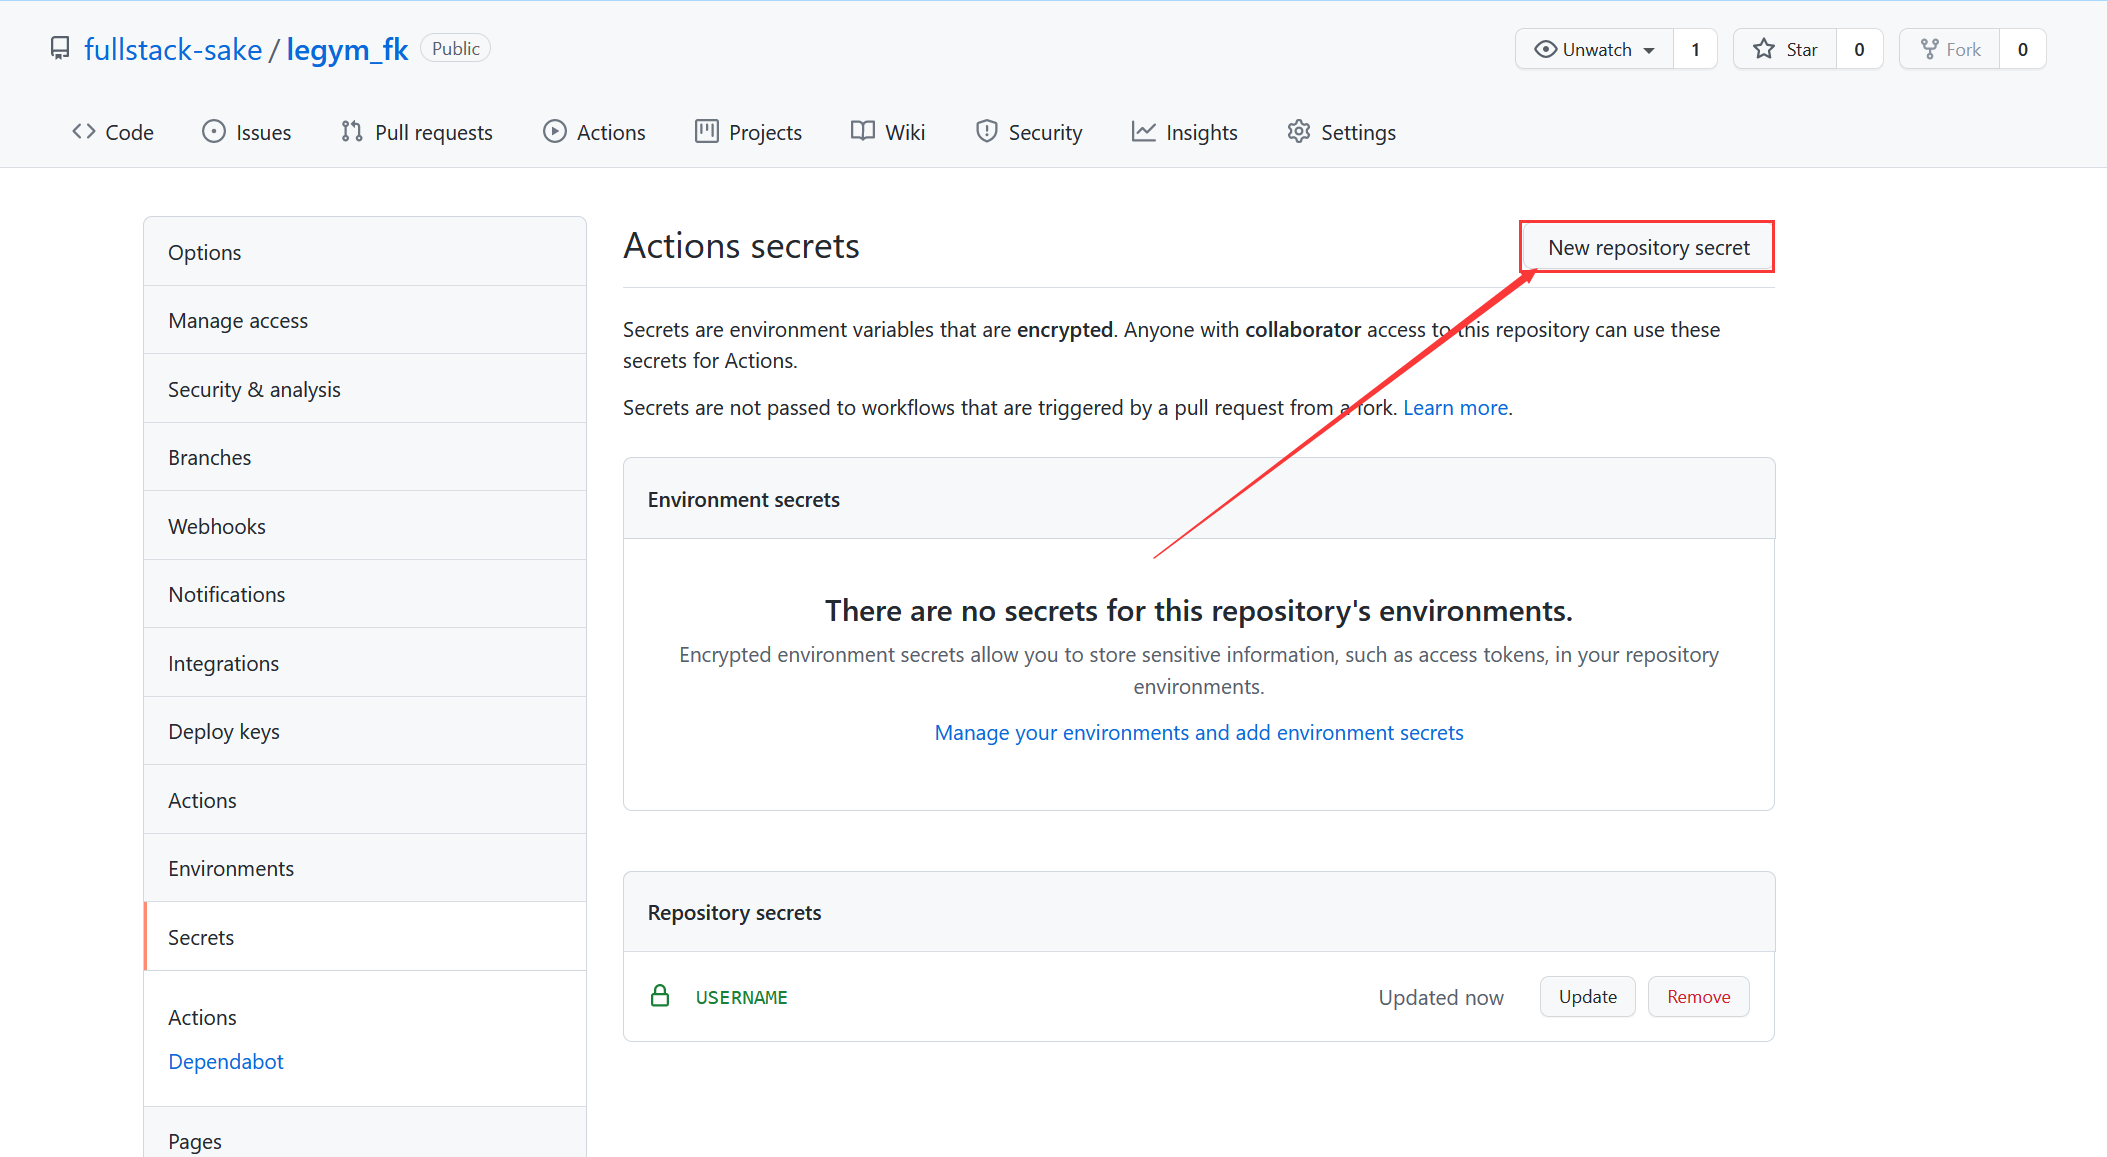 fullstack-sake / legym_fk Public
Unwatch 1 Star 0 Fork 0
Code Issues Pull requests Actions Projects Wiki Security Insights Settings
Options
Manage access
Security & analysis
Branches
Webhooks
Notifications
Integrations
Deploy keys
Actions
Environments
Secrets
Actions
Dependabot
Pages
Actions secrets
New repository secret
Secrets are environment variables that are encrypted. Anyone with collaborator access to this repository can use these
secrets for Actions.
Secrets are not passed to workflows that are triggered by a pull request from a fork. Learn more.
Environment secrets
There are no secrets for this repository's environments.
Encrypted environment secrets allow you to store sensitive information, such as access tokens, in your repository
environments.
Manage your environments and add environment secrets
Repository secrets
USERNAME Updated now Update Remove